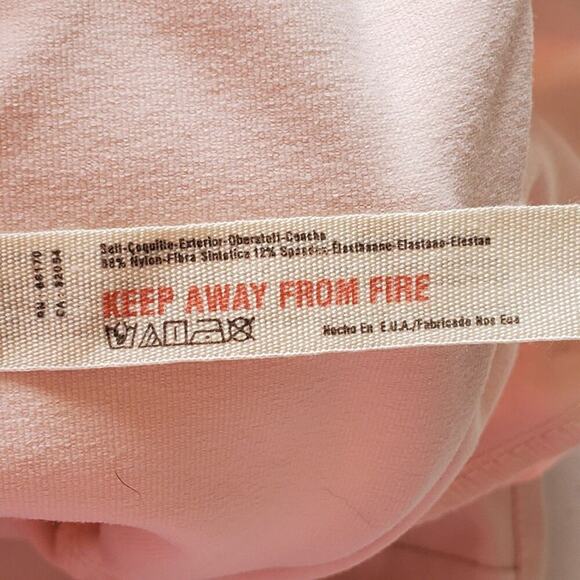 RN 66170
CA 32054
Self-Coquille-Exterior-Oberstoff-Concha
88% Nylon-Fibra Sintetica 12% Spandex-Elasthanne-Elastano-Elastan
KEEP AWAY FROM FIRE
Hecho En E.U.A./Fabricado Nos Eua